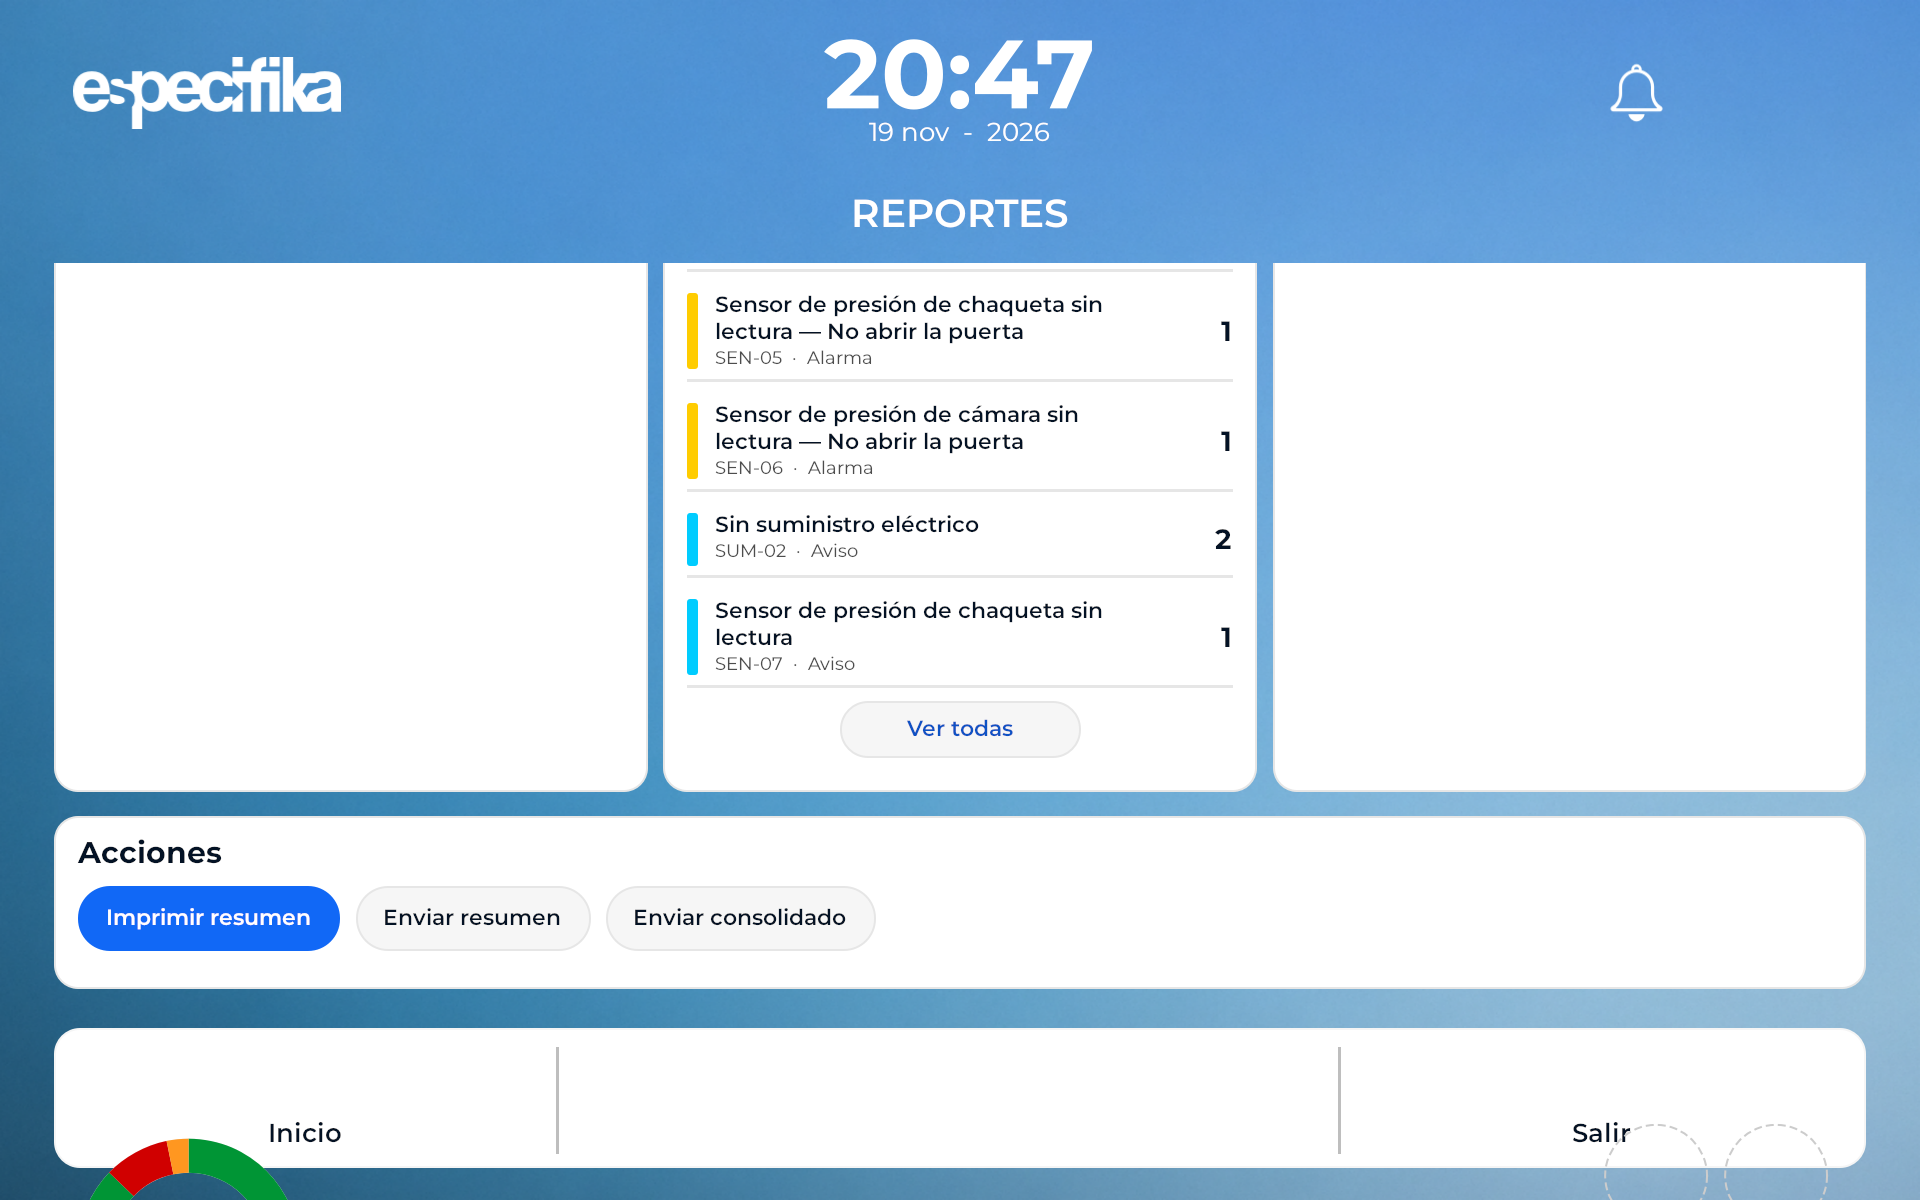 especifika
20:47
19 nov - 2026
REPORTES
Sensor de presión de chaqueta sin
lectura — No abrir la puerta
SEN-05 · Alarma
1
Sensor de presión de cámara sin
lectura — No abrir la puerta
SEN-06 · Alarma
1
Sin suministro eléctrico
SUM-02 · Aviso
2
Sensor de presión de chaqueta sin
lectura
SEN-07 · Aviso
1
Ver todas
Acciones
Imprimir resumen
Enviar resumen
Enviar consolidado
Inicio
Salir